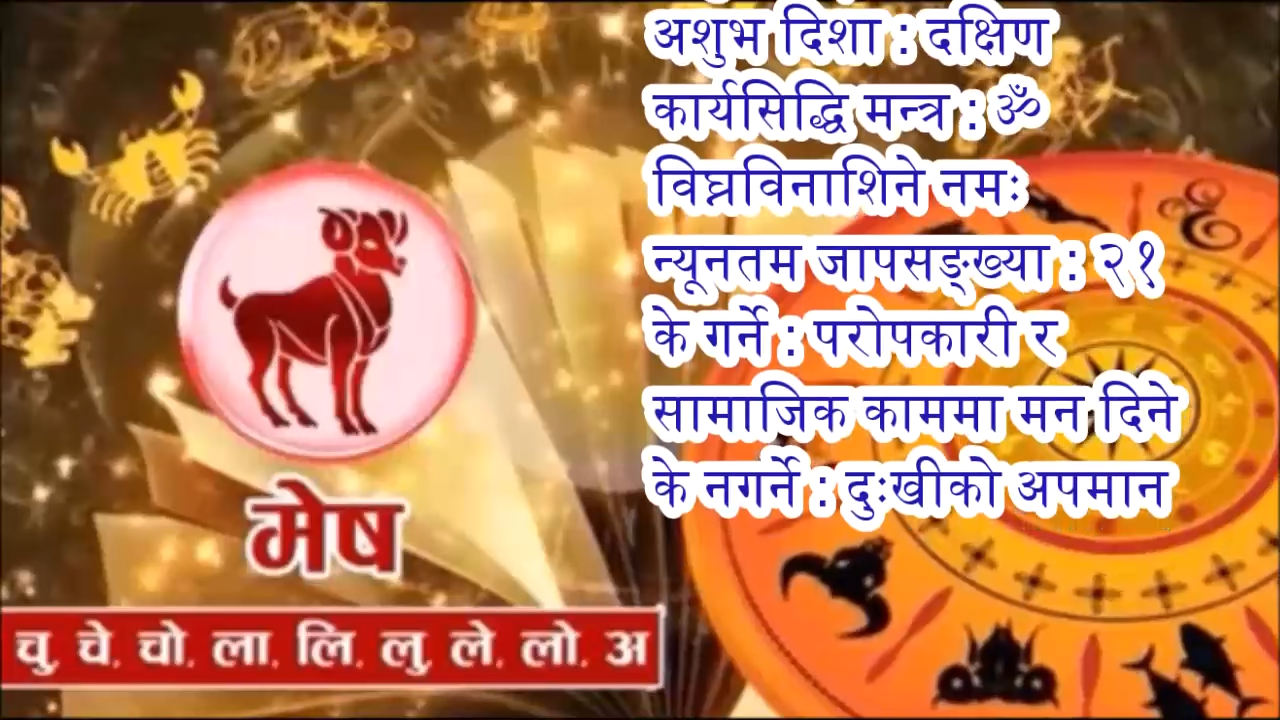 अशुभ दिशा : दक्षिण
कार्यसिद्धि मन्त्र : ॐ
विघ्नविनाशिने नमः
न्यूनतम जापसङ्ख्या : २१
के गर्ने : परोपकारी र
सामाजिक काममा मन दिने
के नगर्ने : दुःखीको अपमान
मेष
चु, चे, चो, ला, लि, लु, ले, लो, अ